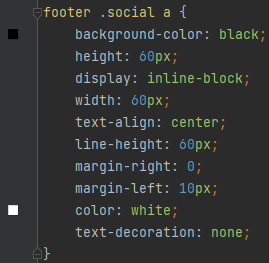 footer .social a {
    background-color: black;
    height: 60px;
    display: inline-block;
    width: 60px;
    text-align: center;
    line-height: 60px;
    margin-right: 0;
    margin-left: 10px;
    color: white;
    text-decoration: none;
}